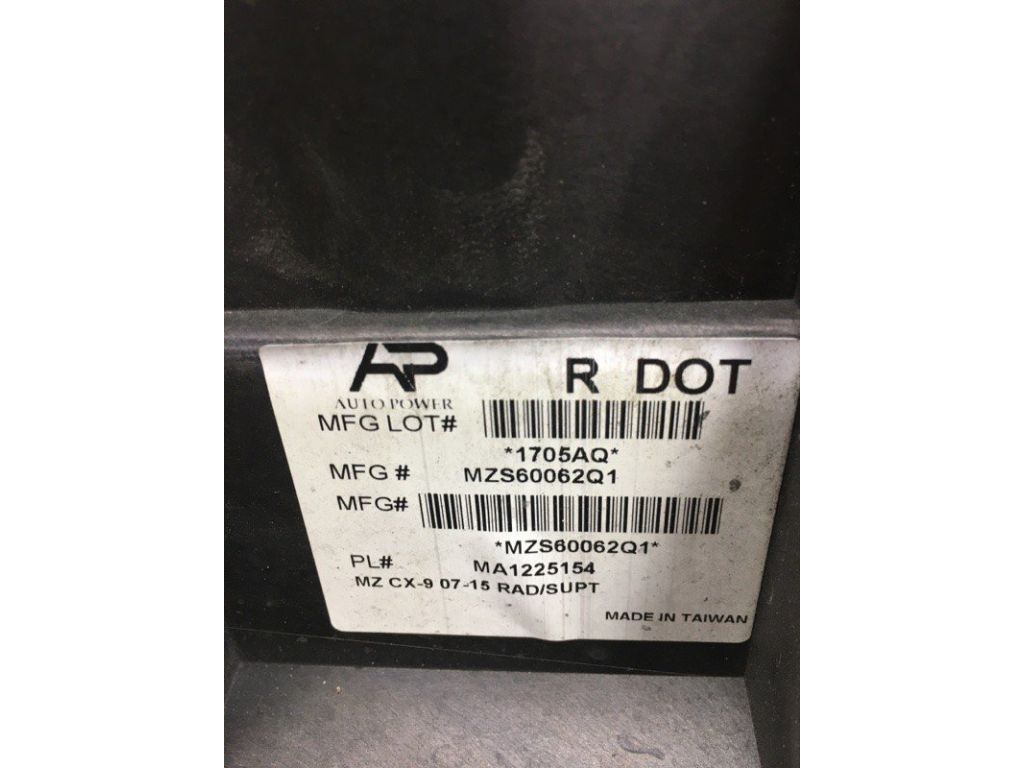 AP R DOT
AUTO POWER
MFG LOT#
*1705AQ*
MFG # MZS60062Q1
MFG#
*MZS60062Q1*
PL# MA1225154
MZ CX-9 07-15 RAD/SUPT
MADE IN TAIWAN